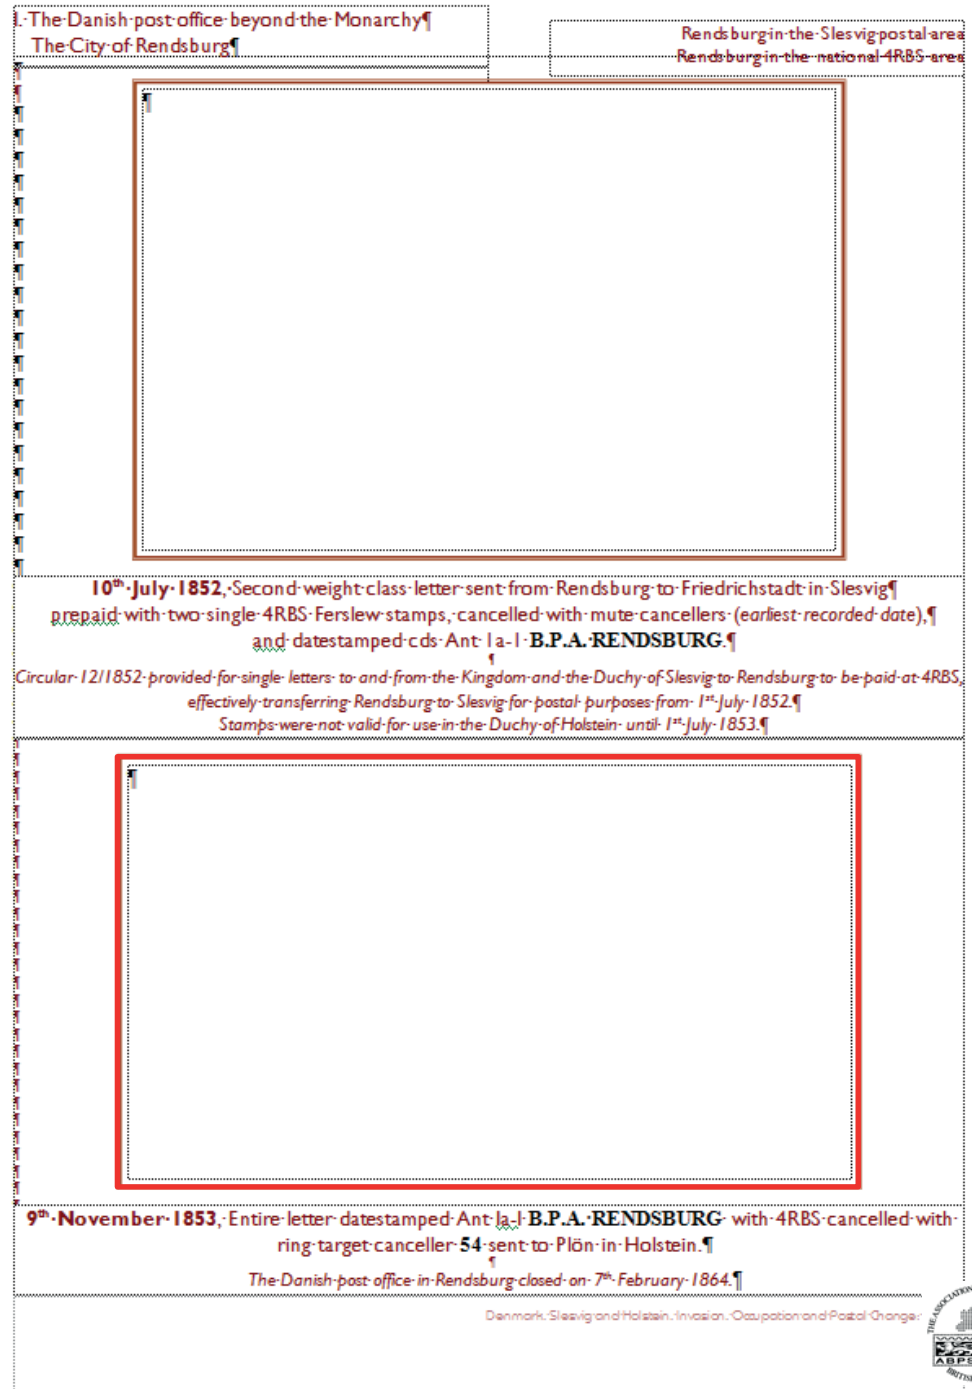 I. The Danish post office beyond the Monarchy¶
The City of Rendsburg¶
Rendsburg in the Slesvig postal area
Rendsburg in the national 4RBS area
10th July 1852, Second weight class letter sent from Rendsburg to Friedrichstadt in Slesvig¶
prepaid with two single 4RBS Ferslew stamps, cancelled with mute cancellers (earliest recorded date),¶
and datestamped cds Ant 1a-1 B.P.A. RENDSBURG.¶
Circular 12/1852 provided for single letters to and from the Kingdom and the Duchy of Slesvig to Rendsburg to be paid at 4RBS,
effectively transferring Rendsburg to Slesvig for postal purposes from 1st July 1852.¶
Stamps were not valid for use in the Duchy of Holstein until 1st July 1853.¶
9th November 1853, Entire letter datestamped Ant Ia-I B.P.A. RENDSBURG with 4RBS cancelled with
ring target canceller 54 sent to Plön in Holstein.¶
The Danish post office in Rendsburg closed on 7th February 1864.¶
Denmark. Slesvig and Holstein. Invasion. Occupation and Postal Change.
THE ASSOCIATION
ABPS